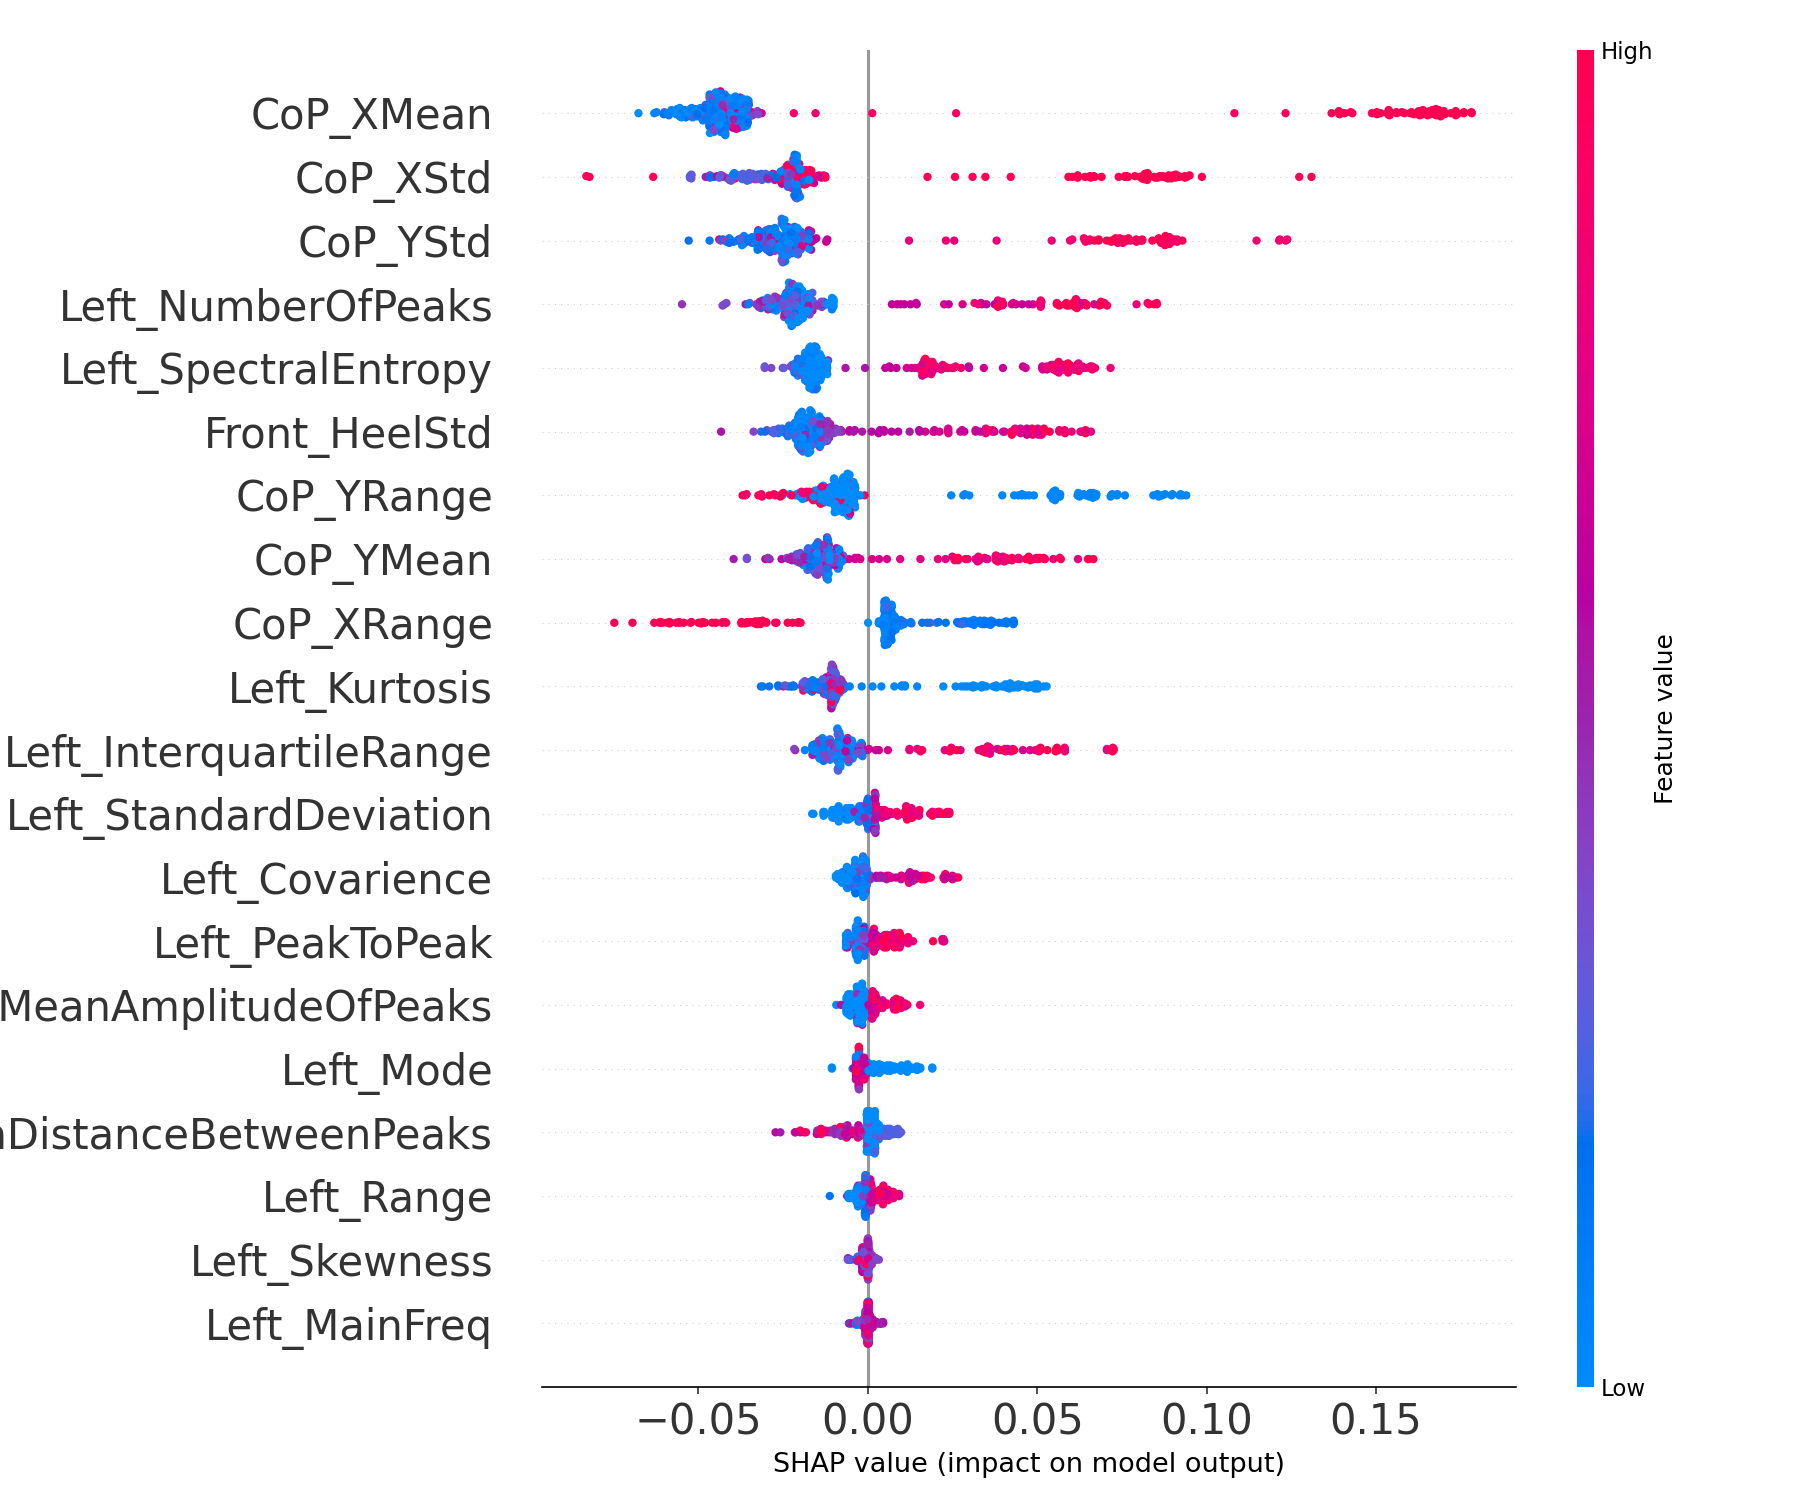 High
CoP_XMean
CoP_XStd
CoP_YStd
Left_NumberOfPeaks
Left_SpectralEntropy
Front_HeelStd
CoP_YRange
CoP_YMean
CoP_XRange
Left_Kurtosis
Left_InterquartileRange
Left_StandardDeviation
Left_Covarience
Left_PeakToPeak
MeanAmplitudeOfPeaks
Left_Mode
DistanceBetweenPeaks
Left_Range
Left_Skewness
Left_MainFreq
Feature value
Low
−0.05 0.00 0.05 0.10 0.15
SHAP value (impact on model output)